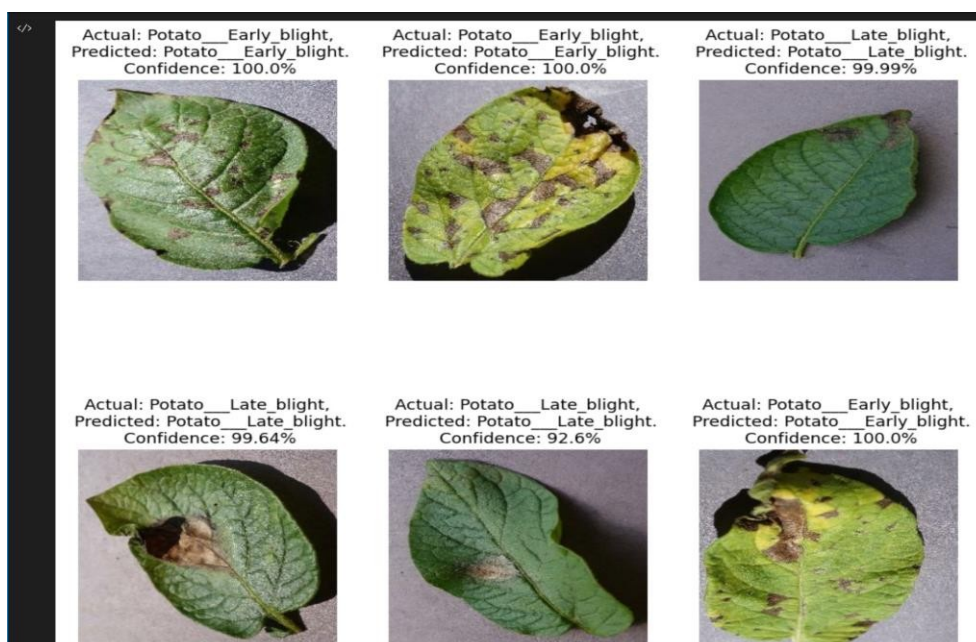 Actual: Potato___Early_blight,
Predicted: Potato___Early_blight.
Confidence: 100.0%
Actual: Potato___Early_blight,
Predicted: Potato___Early_blight.
Confidence: 100.0%
Actual: Potato___Late_blight,
Predicted: Potato___Late_blight.
Confidence: 99.99%
Actual: Potato___Late_blight,
Predicted: Potato___Late_blight.
Confidence: 99.64%
Actual: Potato___Late_blight,
Predicted: Potato___Late_blight.
Confidence: 92.6%
Actual: Potato___Early_blight,
Predicted: Potato___Early_blight.
Confidence: 100.0%